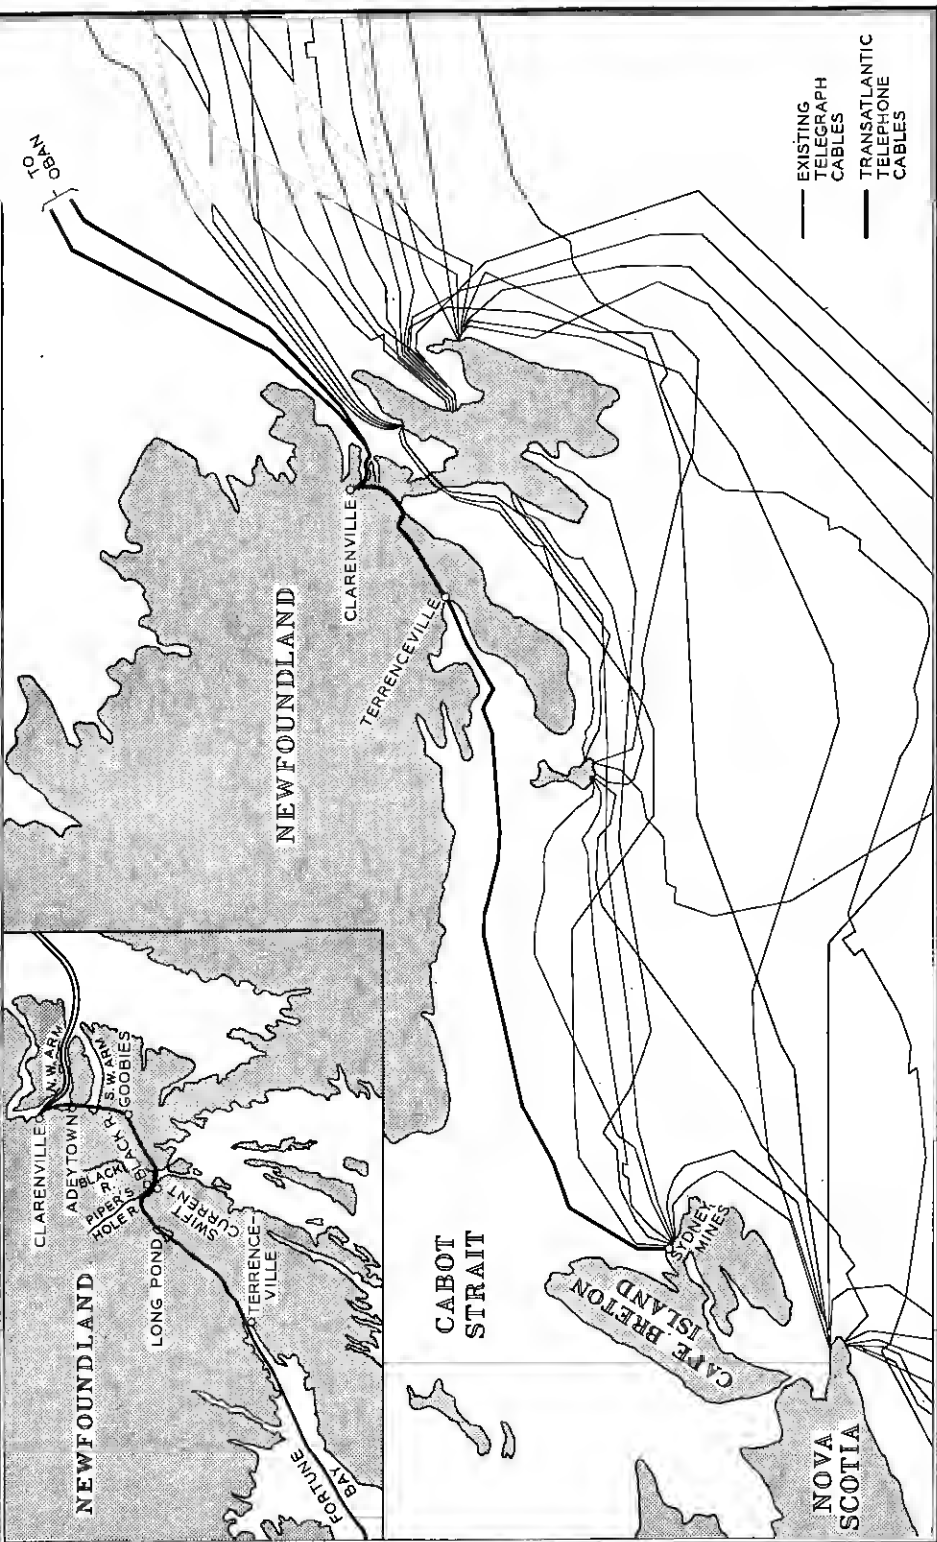 NEWFOUNDLAND
CLARENVILLE
N.W. ARM
ADEYTOWN
S.W. ARM
GOOBIES
BLACK R.
BLACK
R.
PIPER'S
HOLE R.
SWIFT
CURRENT
LONG POND
TERRENCE-
VILLE
FORTUNE
BAY
TO
OBAN
NEWFOUNDLAND
CLARENVILLE
TERRENCEVILLE
CABOT
STRAIT
CAPE BRETON
ISLAND
SYDNEY
MINES
NOVA
SCOTIA
EXISTING
TELEGRAPH
CABLES
TRANSATLANTIC
TELEPHONE
CABLES